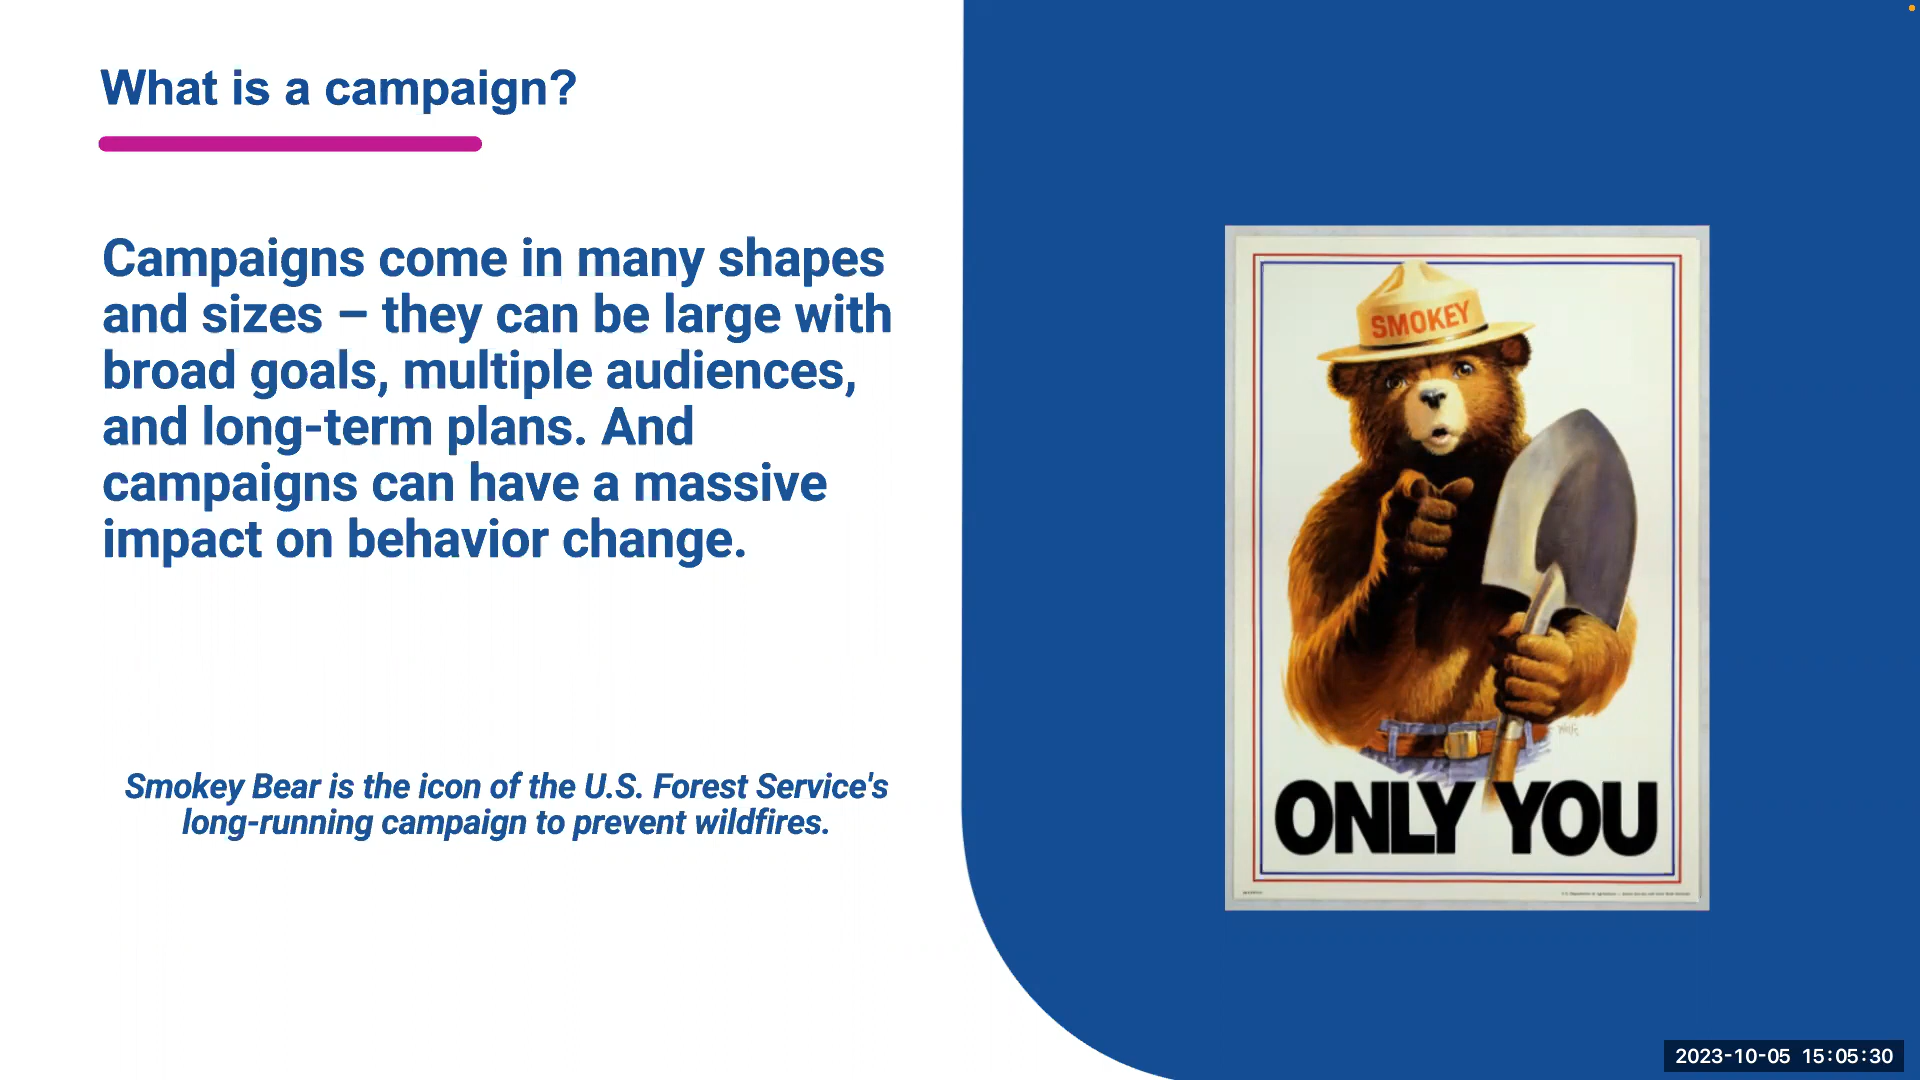 What is a campaign?
Campaigns come in many shapes
and sizes – they can be large with
broad goals, multiple audiences,
and long-term plans. And
campaigns can have a massive
impact on behavior change.
Smokey Bear is the icon of the U.S. Forest Service's
long-running campaign to prevent wildfires.
SMOKEY
ONLY YOU
2023-10-05 15:05:30